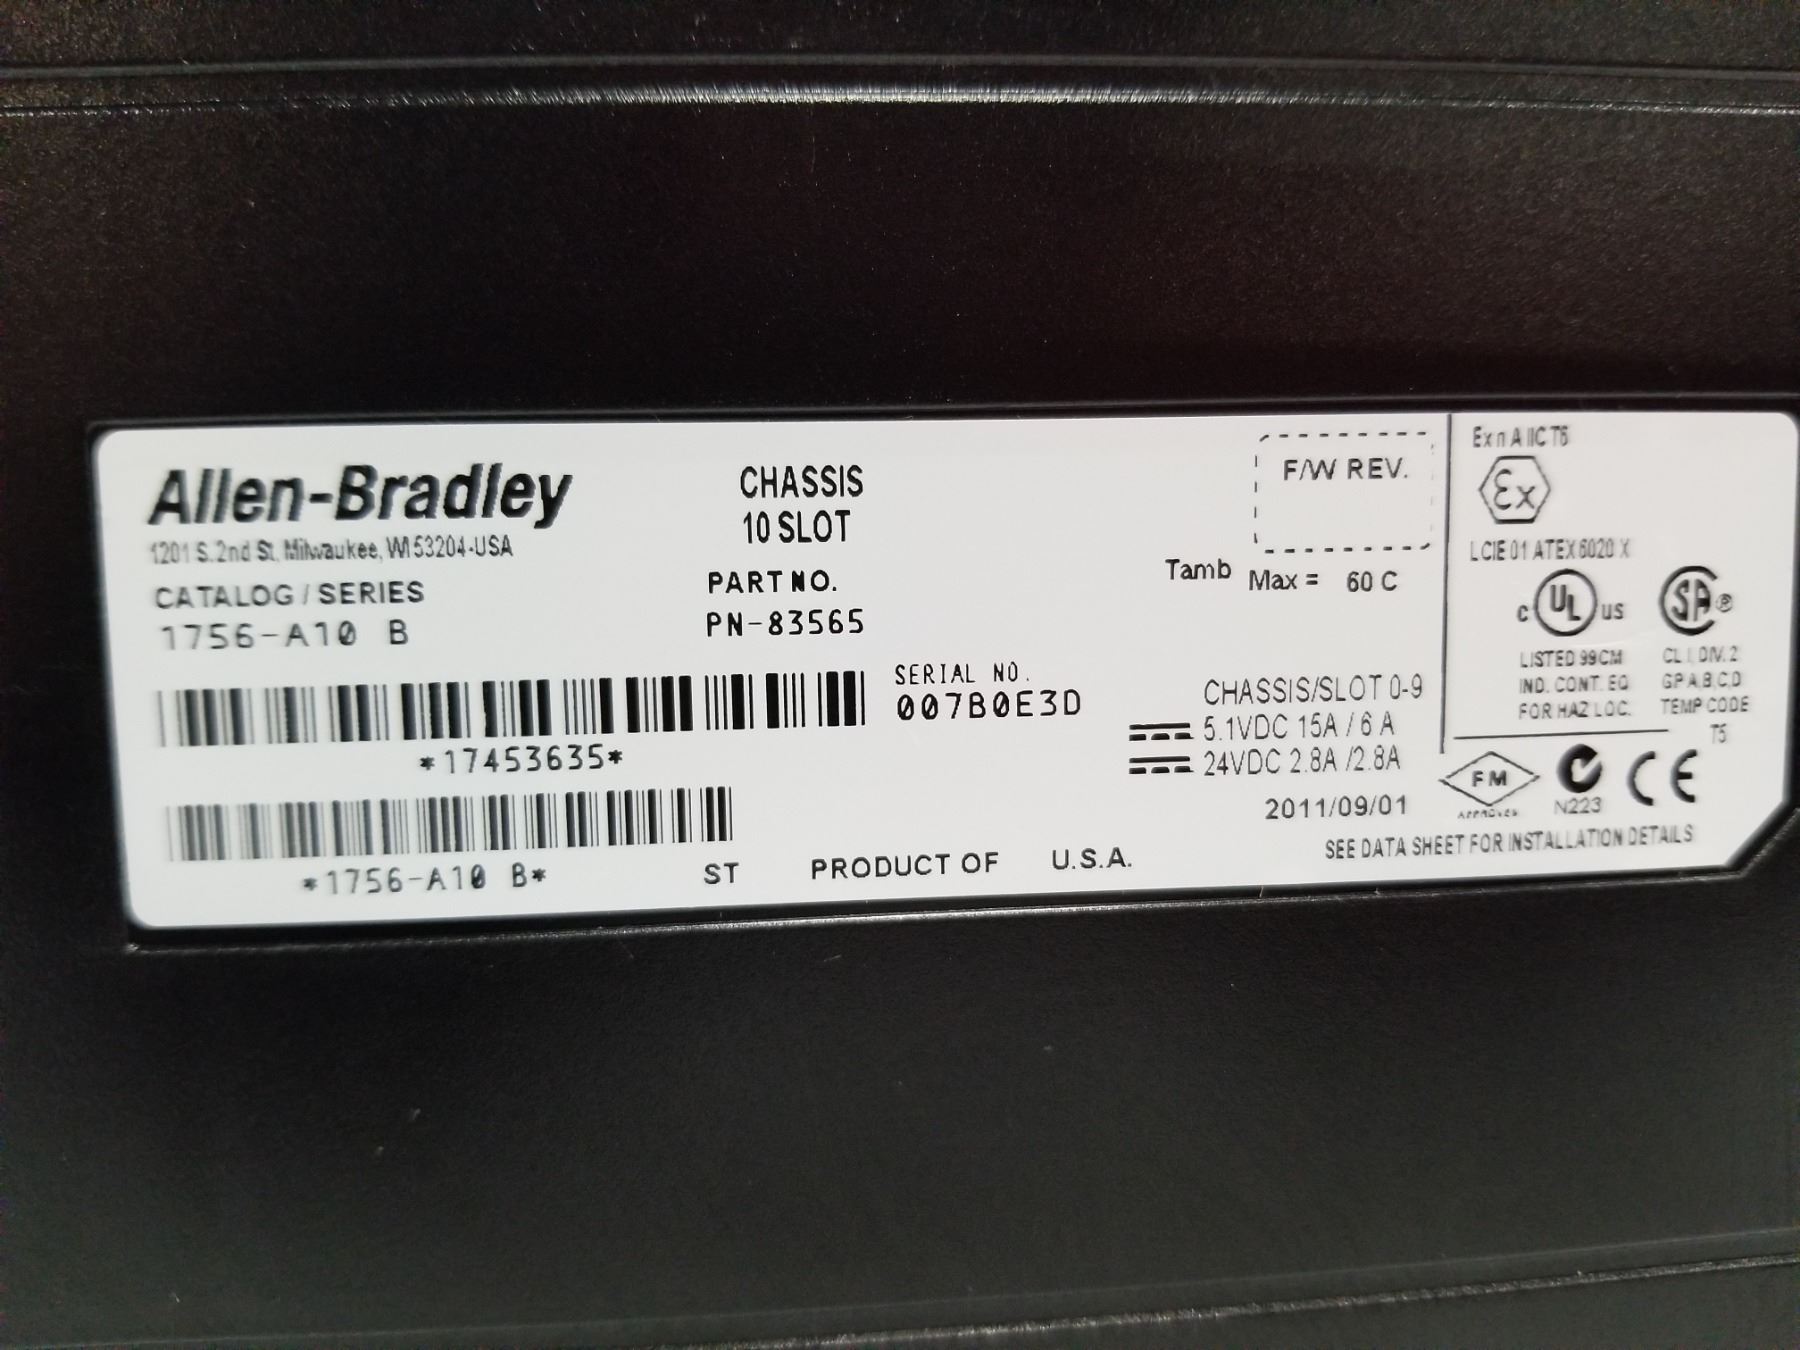 Allen-Bradley
1201 S. 2nd St. Milwaukee, WI 53204-USA
CATALOG / SERIES
1756-A10 B
CHASSIS
10 SLOT
PART NO.
PN-83565
SERIAL NO.
007B0E3D
*17453635*
*1756-A10 B*
ST
PRODUCT OF U.S.A.
F/W REV.
Tamb Max = 60 C
CHASSIS/SLOT 0-9
5.1VDC 15A / 6 A
24VDC 2.8A /2.8A
2011/09/01
Ex n A IIC T6
Ex
LCIE 01 ATEX 6020 X
c UL us
LISTED 99CM
IND. CONT. EQ
FOR HAZ LOC.
SA ®
CL I, DIV. 2
GP A,B,C,D
TEMP CODE
T5
FM
APPROVED
N223
CE
SEE DATA SHEET FOR INSTALLATION DETAILS